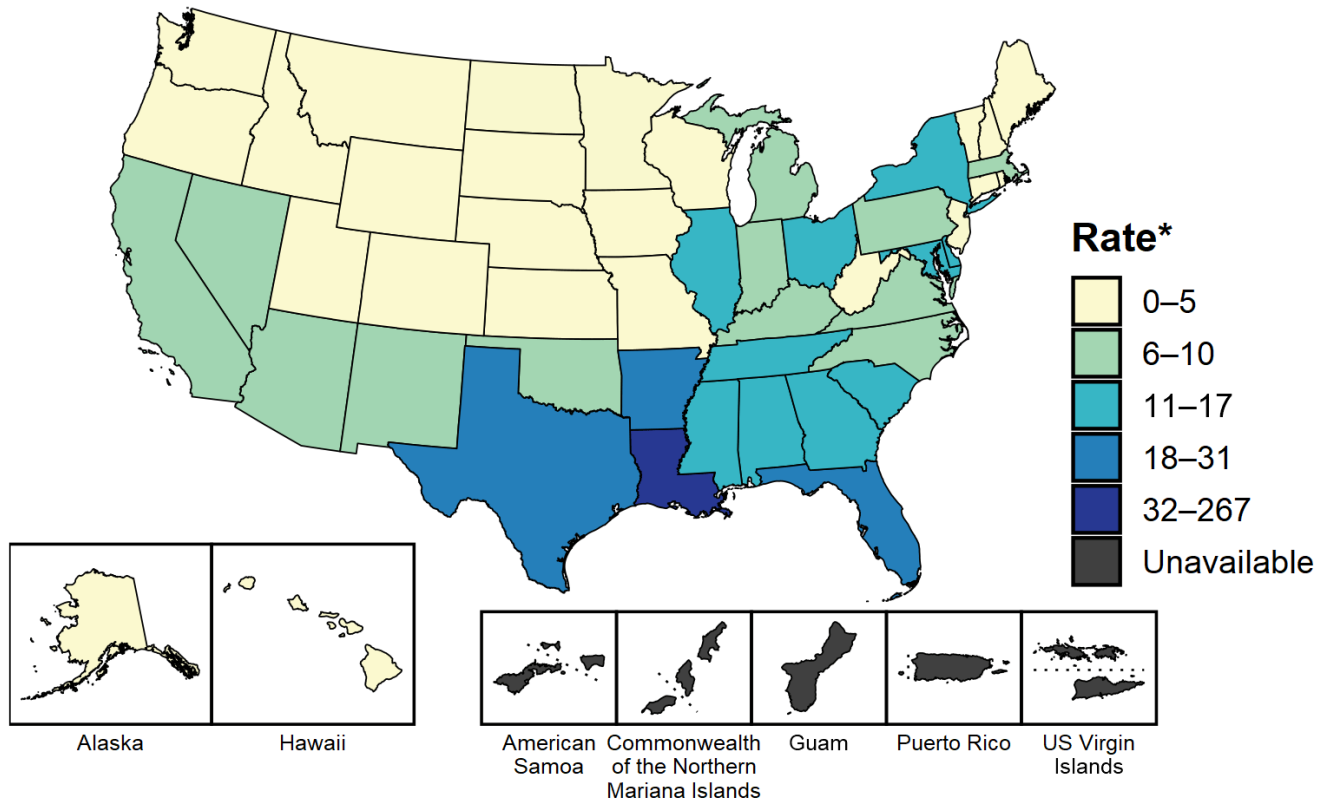 Rate*
0–5
6–10
11–17
18–31
32–267
Unavailable
Alaska
Hawaii
American
Samoa
Commonwealth
of the Northern
Mariana Islands
Guam
Puerto Rico
US Virgin
Islands